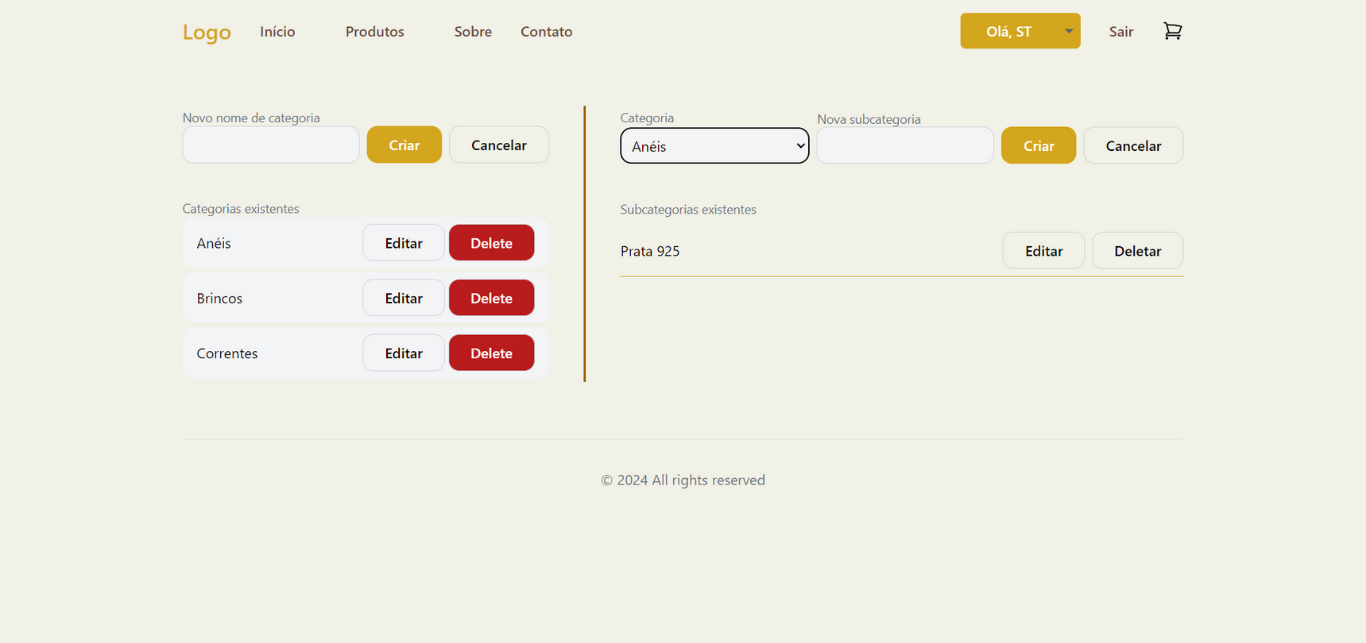 Logo Início Produtos Sobre Contato Olá, ST Sair
Novo nome de categoria
Criar Cancelar
Categorias existentes
Anéis Editar Delete
Brincos Editar Delete
Correntes Editar Delete
Categoria Nova subcategoria
Anéis Criar Cancelar
Subcategorias existentes
Prata 925 Editar Deletar
© 2024 All rights reserved